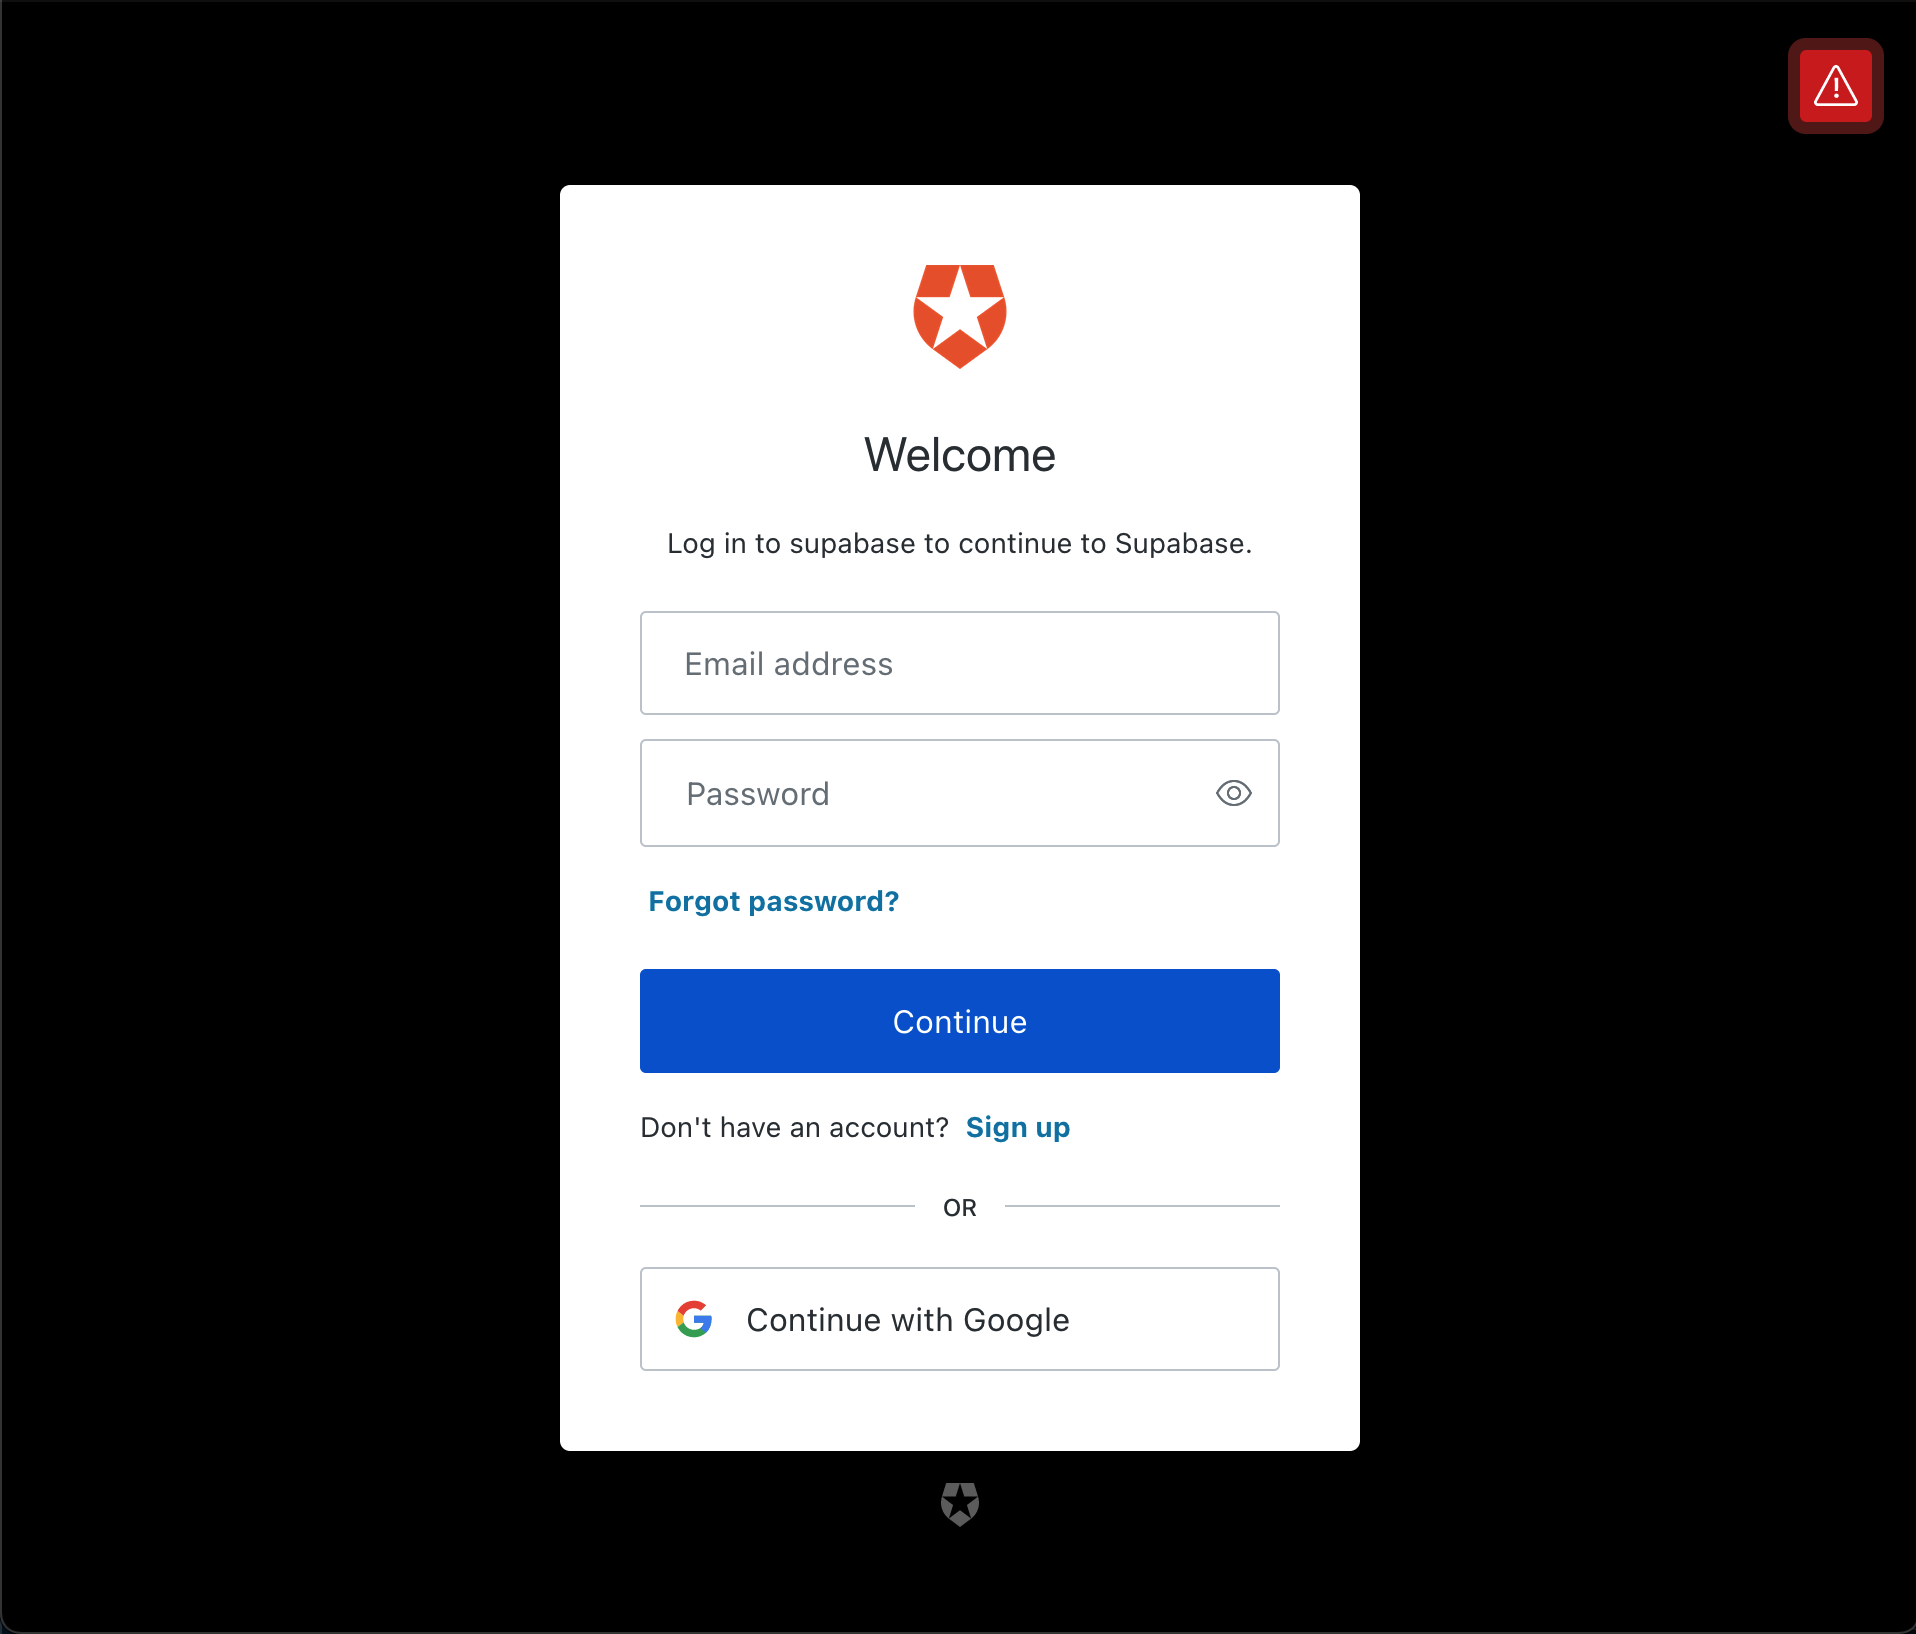 Welcome
Log in to supabase to continue to Supabase.
Email address
Password
Forgot password?
Continue
Don't have an account? Sign up
OR
Continue with Google